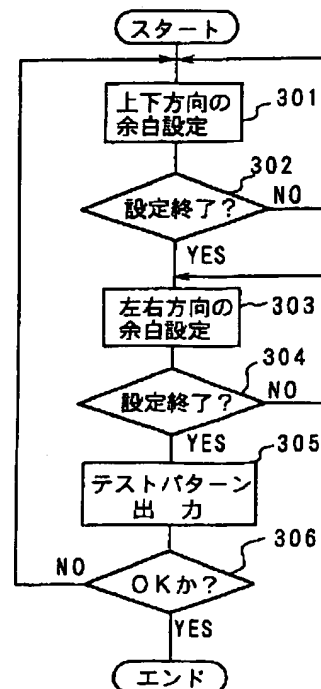 スタート
上下方向の
余白設定
301
302
設定終了?
NO
YES
左右方向の
余白設定
303
304
設定終了?
NO
YES
305
テストパターン
出 力
306
NO
OKか?
YES
エンド